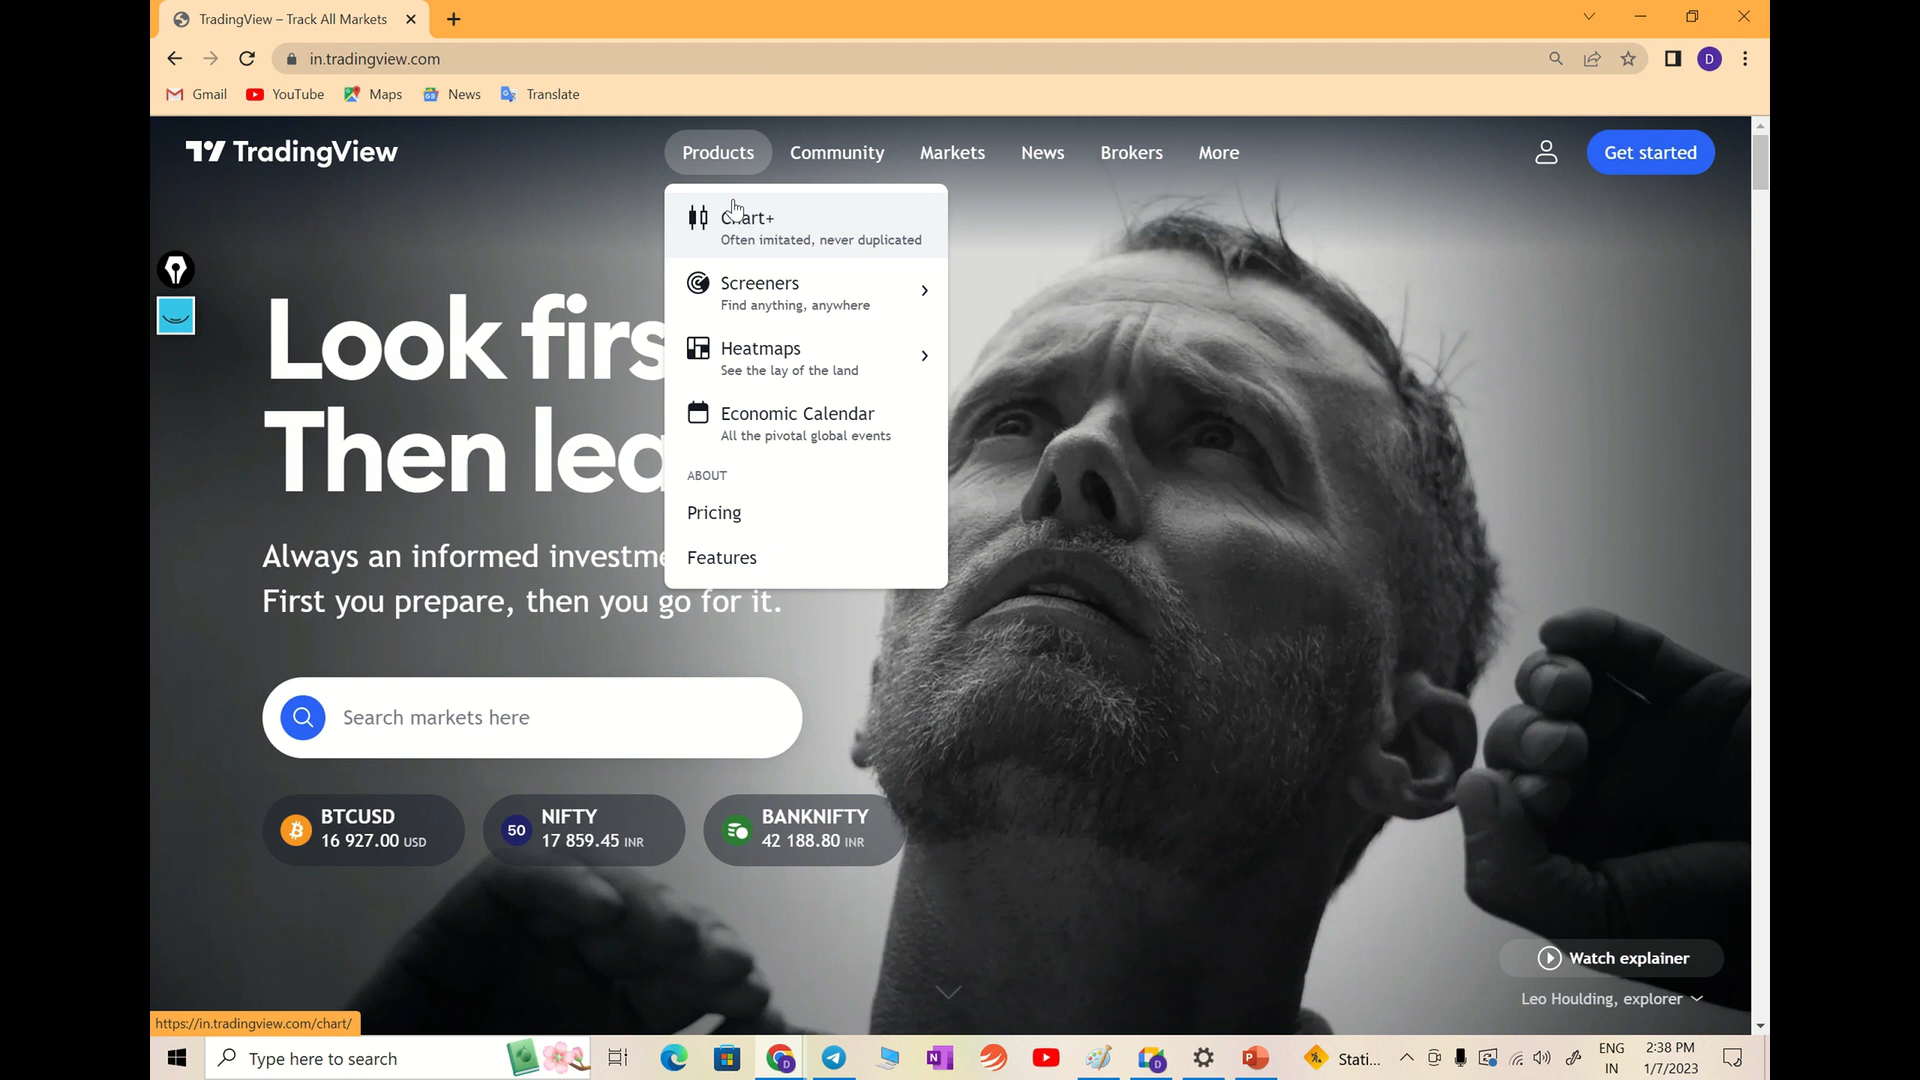 TradingView – Track All Markets
in.tradingview.com
D
Gmail
YouTube
Maps
News
Translate
TradingView
Products
Community
Markets
News
Brokers
More
Get started
Chart+
Often imitated, never duplicated
Screeners
Find anything, anywhere
Heatmaps
See the lay of the land
Economic Calendar
All the pivotal global events
ABOUT
Pricing
Features
Look firs
Then lea
Always an informed investme
First you prepare, then you go for it.
Search markets here
BTCUSD
16 927.00 USD
50
NIFTY
17 859.45 INR
BANKNIFTY
42 188.80 INR
Watch explainer
Leo Houlding, explorer
https://in.tradingview.com/chart/
Type here to search
Stati...
ENG
IN
2:38 PM
1/7/2023